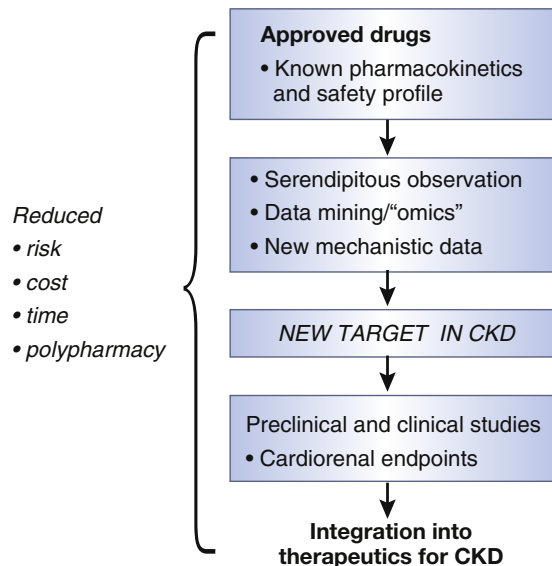 Approved drugs
• Known pharmacokinetics
and safety profile
• Serendipitous observation
• Data mining/“omics”
• New mechanistic data
Reduced
• risk
• cost
• time
• polypharmacy
NEW TARGET IN CKD
Preclinical and clinical studies
• Cardiorenal endpoints
Integration into
therapeutics for CKD